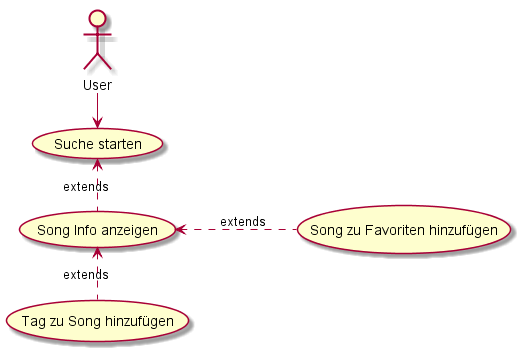 User
Suche starten
extends
Song Info anzeigen
extends
Song zu Favoriten hinzufügen
extends
Tag zu Song hinzufügen